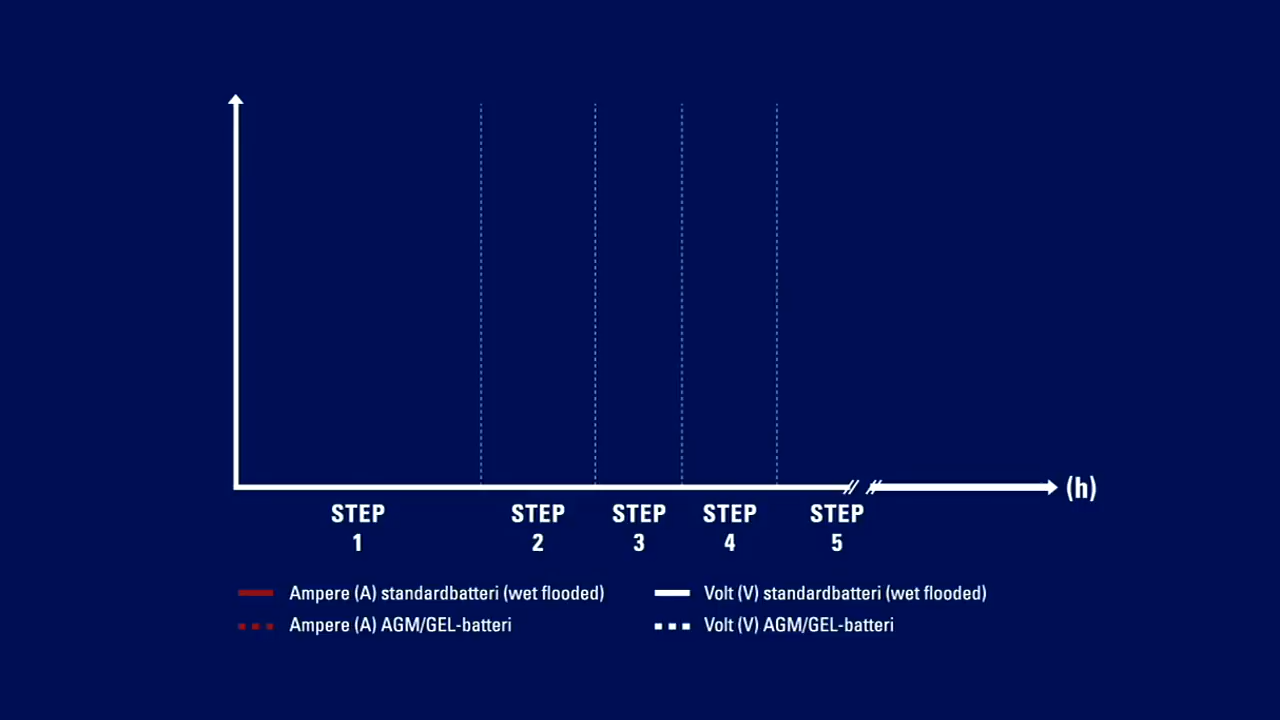 (h)
STEP 1
STEP 2
STEP 3
STEP 4
STEP 5
Ampere (A) standardbatteri (wet flooded)
Volt (V) standardbatteri (wet flooded)
Ampere (A) AGM/GEL-batteri
Volt (V) AGM/GEL-batteri